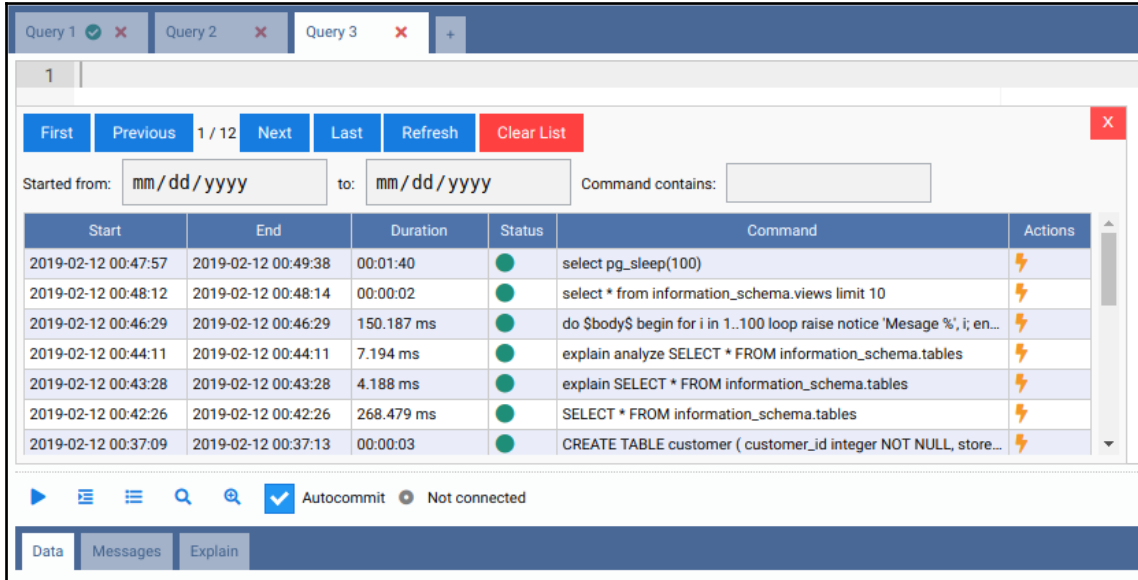 Query 1 Query 2 Query 3 +
1
First Previous 1 / 12 Next Last Refresh Clear List X
Started from: mm/dd/yyyy to: mm/dd/yyyy Command contains:
Start End Duration Status Command Actions
2019-02-12 00:47:57 2019-02-12 00:49:38 00:01:40 select pg_sleep(100)
2019-02-12 00:48:12 2019-02-12 00:48:14 00:00:02 select * from information_schema.views limit 10
2019-02-12 00:46:29 2019-02-12 00:46:29 150.187 ms do $body$ begin for i in 1..100 loop raise notice 'Mesage %', i; en...
2019-02-12 00:44:11 2019-02-12 00:44:11 7.194 ms explain analyze SELECT * FROM information_schema.tables
2019-02-12 00:43:28 2019-02-12 00:43:28 4.188 ms explain SELECT * FROM information_schema.tables
2019-02-12 00:42:26 2019-02-12 00:42:26 268.479 ms SELECT * FROM information_schema.tables
2019-02-12 00:37:09 2019-02-12 00:37:13 00:00:03 CREATE TABLE customer ( customer_id integer NOT NULL, store...
Autocommit Not connected
Data Messages Explain